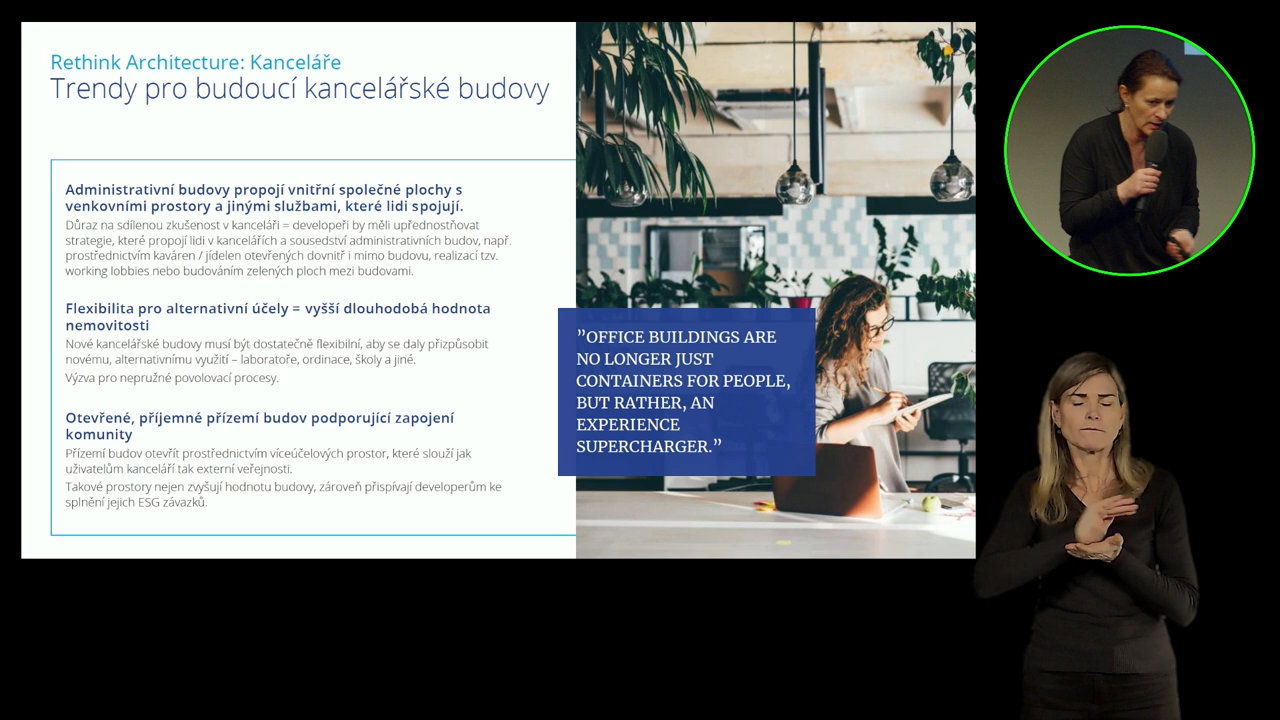 Rethink Architecture: Kanceláře
Trendy pro budoucí kancelářské budovy
Administrativní budovy propojí vnitřní společné plochy s
venkovními prostory a jinými službami, které lidi spojují.
Důraz na sdílenou zkušenost v kanceláři = developeři by měli upřednostňovat
strategie, které propojí lidi v kancelářích a sousedství administrativních budov, např.
prostřednictvím kaváren / jídelen otevřených dovnitř i mimo budovu, realizací tzv.
working lobbies nebo budováním zelených ploch mezi budovami.
Flexibilita pro alternativní účely = vyšší dlouhodobá hodnota
nemovitosti
Nové kancelářské budovy musí být dostatečně flexibilní, aby se daly přizpůsobit
novému, alternativnímu využití – laboratoře, ordinace, školy a jiné.
Výzva pro nepružné povolovací procesy.
Otevřené, příjemné přízemí budov podporující zapojení
komunity
Přízemí budov otevřít prostřednictvím víceúčelových prostor, které slouží jak
uživatelům kanceláří tak externí veřejnosti.
Takové prostory nejen zvyšují hodnotu budovy, zároveň přispívají developerům ke
splnění jejich ESG závazků.
”OFFICE BUILDINGS ARE
NO LONGER JUST
CONTAINERS FOR PEOPLE,
BUT RATHER, AN
EXPERIENCE
SUPERCHARGER.”